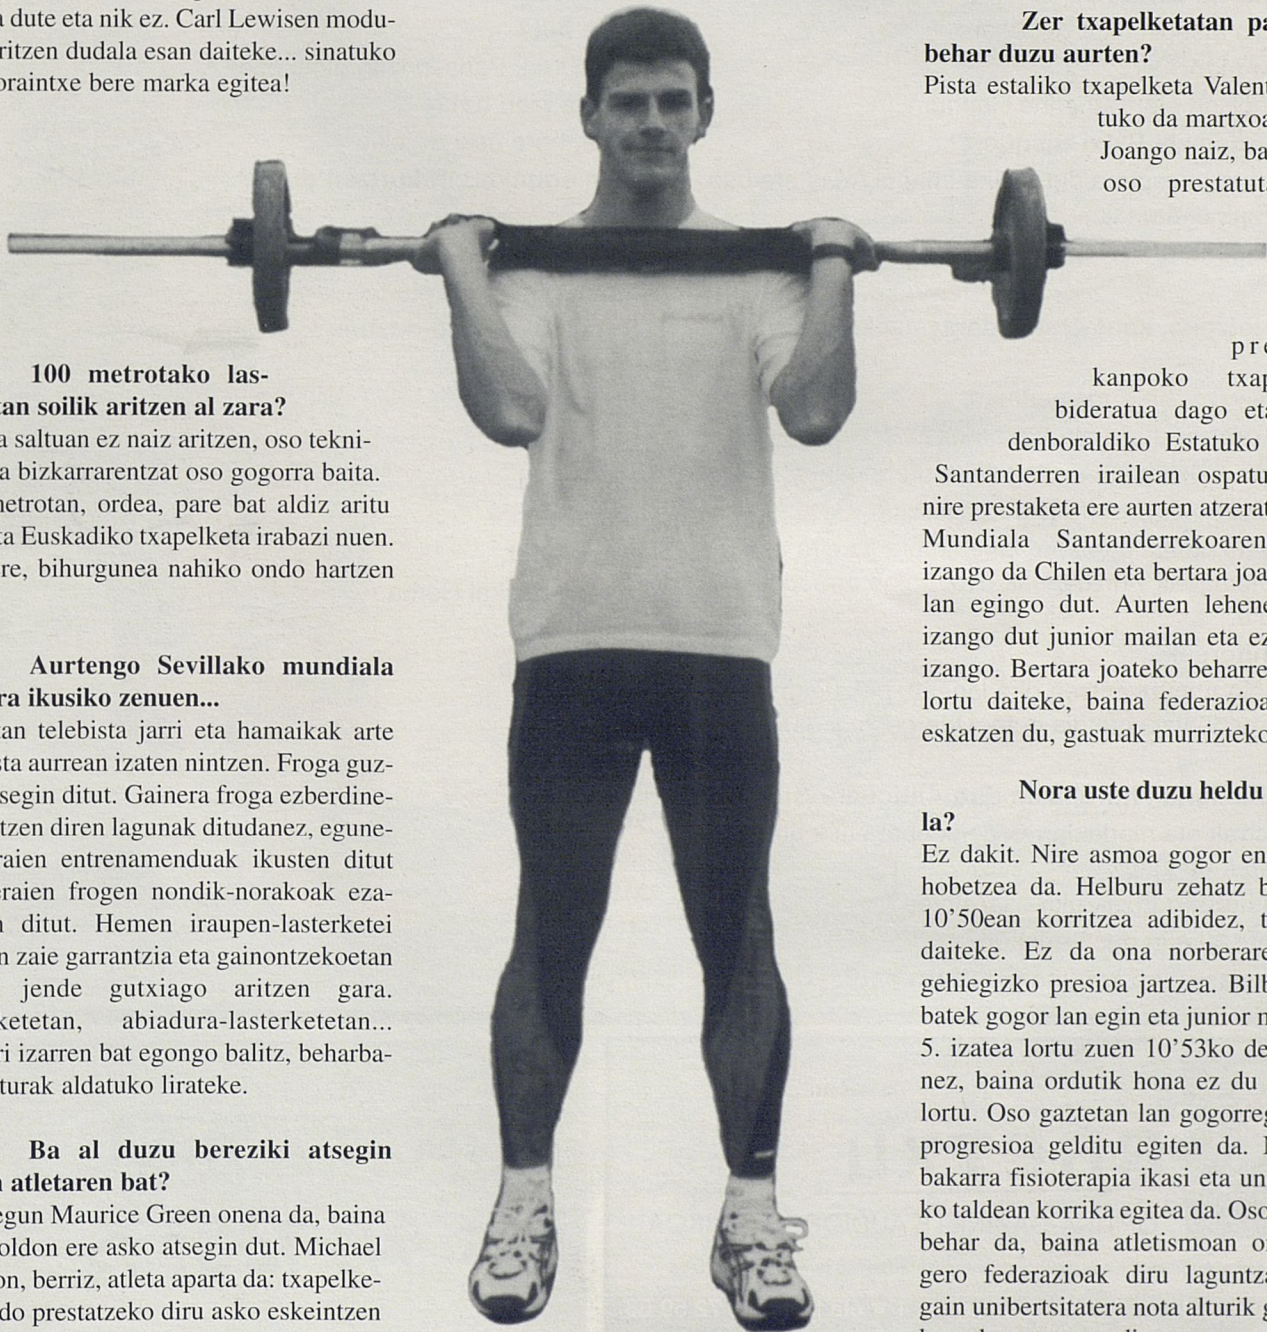 a dute eta nik ez. Carl Lewisen modu-
ritzen dudala esan daiteke... sinatuko
oraintxe bere marka egitea!
100 metrotako las-
tan soilik aritzen al zara?
a saltuan ez naiz aritzen, oso tekni-
a bizkarrarentzat oso gogorra baita.
metrotan, ordea, pare bat aldiz aritu
ta Euskadiko txapelketa irabazi nuen.
re, bihurgunea nahiko ondo hartzen
Aurtengo Sevillako mundiala
ra ikusiko zenuen...
tan telebista jarri eta hamaikak arte
sta aurrean izaten nintzen. Froga guz-
segin ditut. Gainera froga ezberdine-
tzen diren lagunak ditudanez, egune-
raien entrenamenduak ikusten ditut
eraien frogen nondik-norakoak eza-
n ditut. Hemen iraupen-lasterketei
n zaie garrantzia eta gainontzekoetan
jende gutxiago aritzen gara.
ketetan, abiadura-lasterketetan...
ri izarren bat egongo balitz, beharba-
turak aldatuko lirateke.
Ba al duzu bereziki atsegin
n atletaren bat?
egun Maurice Green onena da, baina
oldon ere asko atsegin dut. Michael
on, berriz, atleta aparta da: txapelke-
do prestatzeko diru asko eskeintzen
Zer txapelketatan pa
behar duzu aurten?
Pista estaliko txapelketa Valen
tuko da martxoa
Joango naiz, ba
oso prestatut
pre
kanpoko txap
bideratua dago eta
denboraldiko Estatuko
Santanderren irailean ospatu
nire prestaketa ere aurten atzerat
Mundiala Santanderrekoaren
izango da Chilen eta bertara joa
lan egingo dut. Aurten lehene
izango dut junior mailan eta ez
izango. Bertara joateko beharre
lortu daiteke, baina federazioa
eskatzen du, gastuak murrizteko
Nora uste duzu heldu
la?
Ez dakit. Nire asmoa gogor en
hobetzea da. Helburu zehatz b
10'50ean korritzea adibidez, t
daiteke. Ez da ona norberare
gehiegizko presioa jartzea. Bilb
batek gogor lan egin eta junior m
5. izatea lortu zuen 10'53ko de
nez, baina ordutik hona ez du
lortu. Oso gaztetan lan gogorreg
progresioa gelditu egiten da.
bakarra fisioterapia ikasi eta un
ko taldean korrika egitea da. Oso
behar da, baina atletismoan o
gero federazioak diru laguntza
gain unibertsitatera nota alturik g